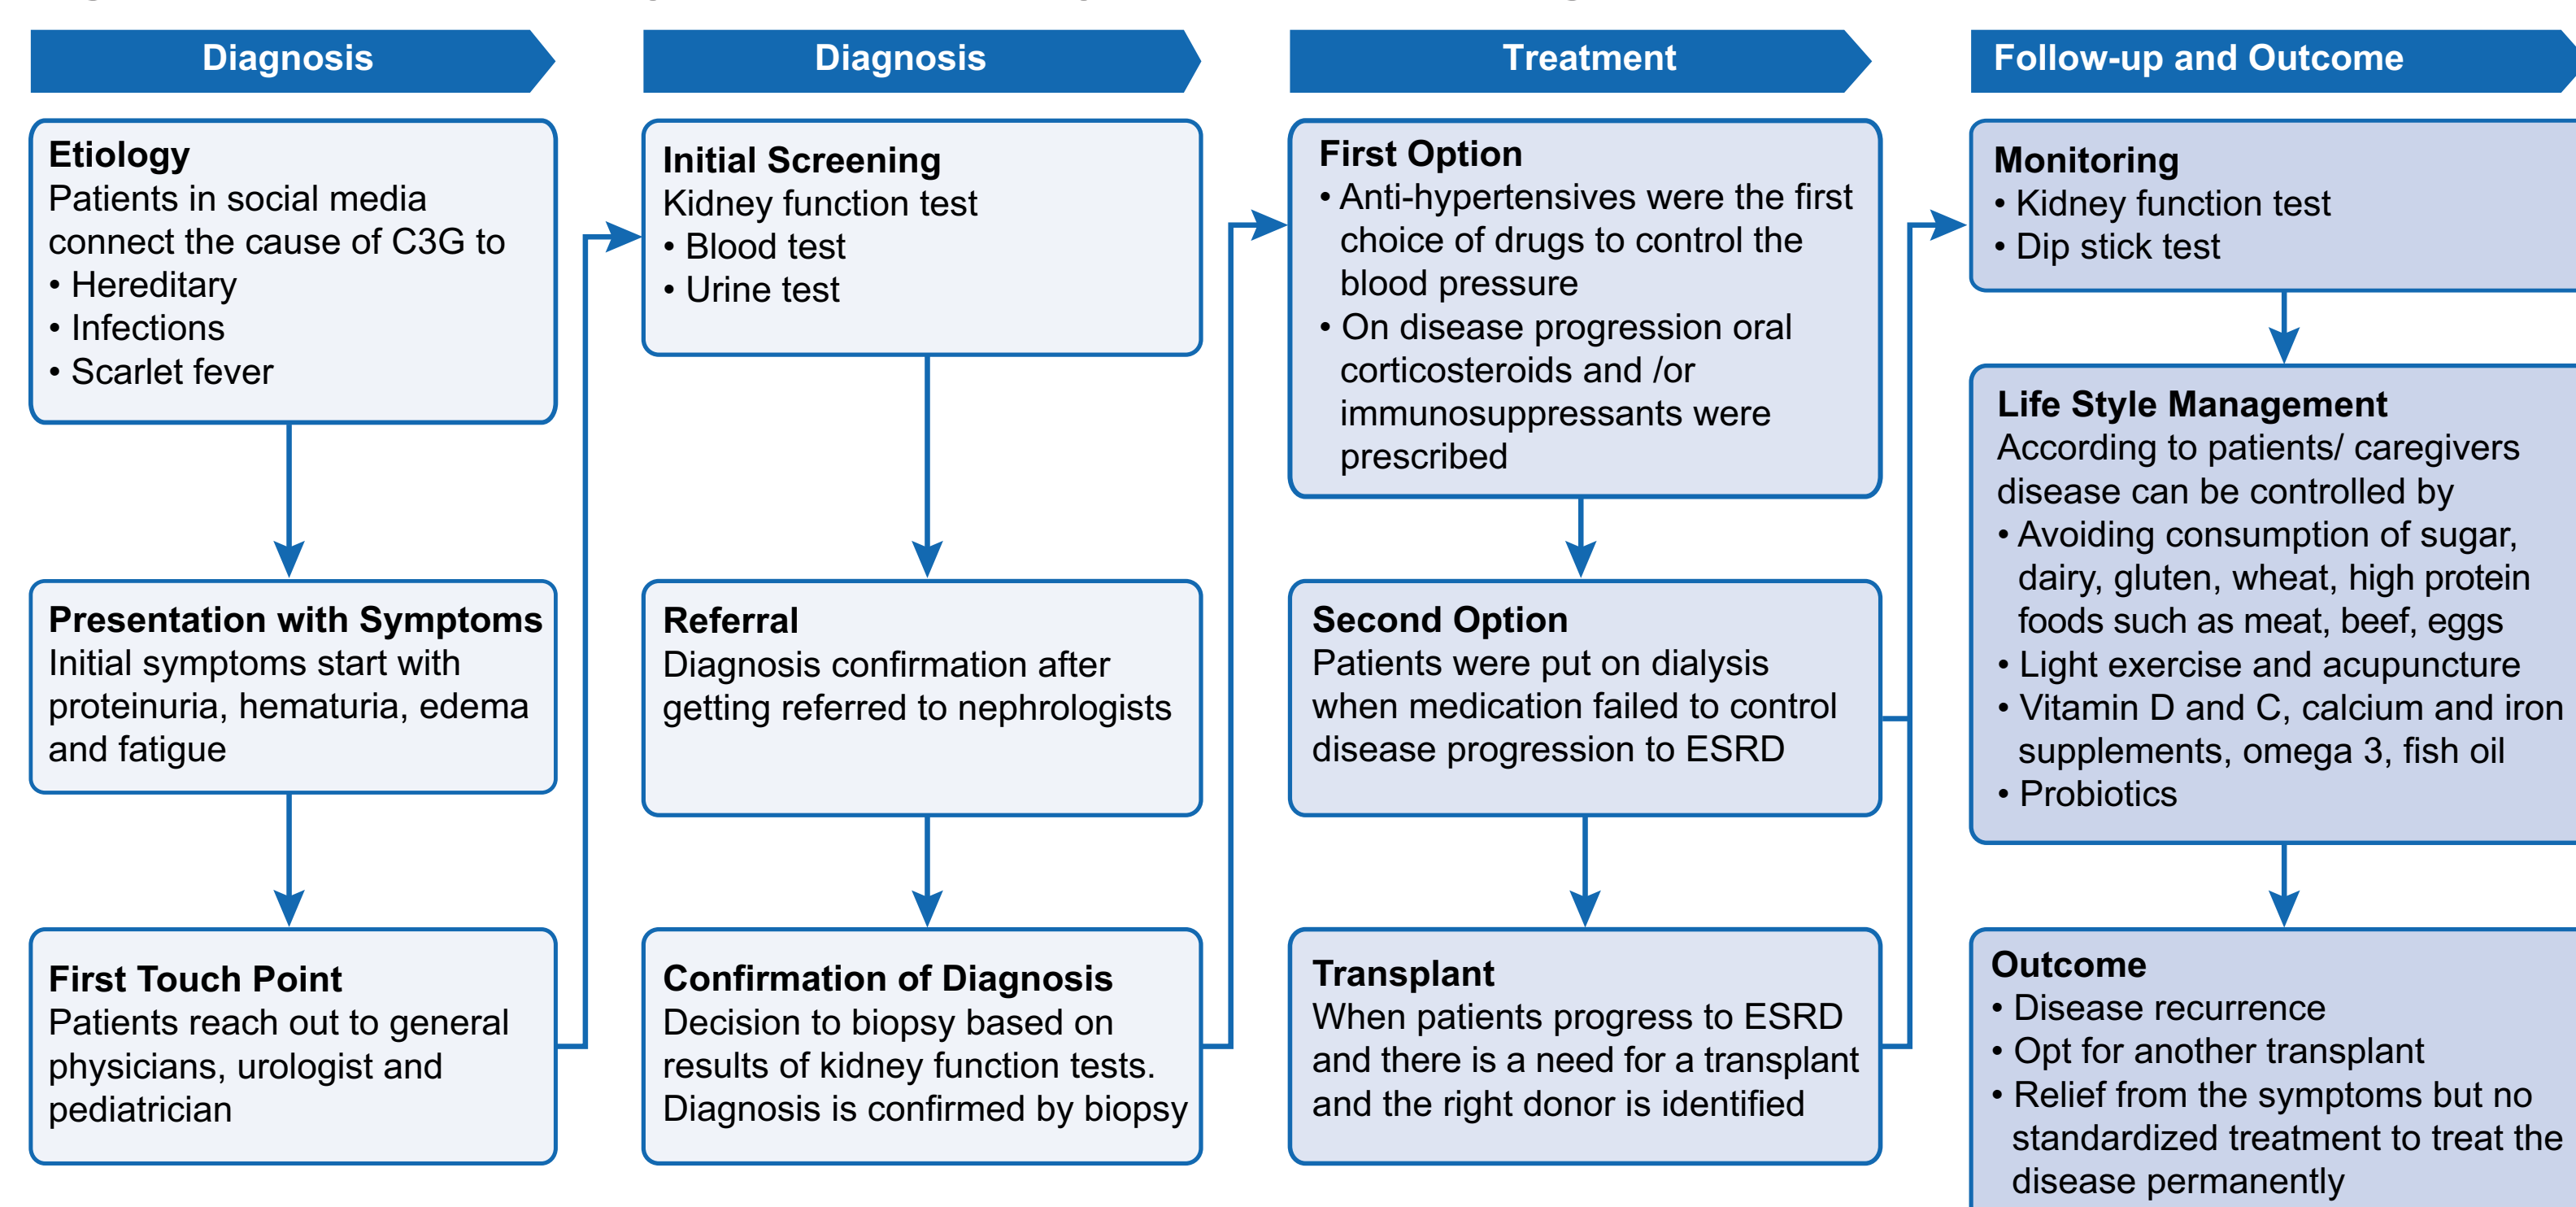 Diagnosis
Etiology
Patients in social media
connect the cause of C3G to
• Hereditary
• Infections
• Scarlet fever
Presentation with Symptoms
Initial symptoms start with
proteinuria, hematuria, edema
and fatigue
First Touch Point
Patients reach out to general
physicians, urologist and
pediatrician
Diagnosis
Initial Screening
Kidney function test
• Blood test
• Urine test
Referral
Diagnosis confirmation after
getting referred to nephrologists
Confirmation of Diagnosis
Decision to biopsy based on
results of kidney function tests.
Diagnosis is confirmed by biopsy
Treatment
First Option
• Anti-hypertensives were the first
choice of drugs to control the
blood pressure
• On disease progression oral
corticosteroids and /or
immunosuppressants were
prescribed
Second Option
Patients were put on dialysis
when medication failed to control
disease progression to ESRD
Transplant
When patients progress to ESRD
and there is a need for a transplant
and the right donor is identified
Follow-up and Outcome
Monitoring
• Kidney function test
• Dip stick test
Life Style Management
According to patients/ caregivers
disease can be controlled by
• Avoiding consumption of sugar,
dairy, gluten, wheat, high protein
foods such as meat, beef, eggs
• Light exercise and acupuncture
• Vitamin D and C, calcium and iron
supplements, omega 3, fish oil
• Probiotics
Outcome
• Disease recurrence
• Opt for another transplant
• Relief from the symptoms but no
standardized treatment to treat the
disease permanently